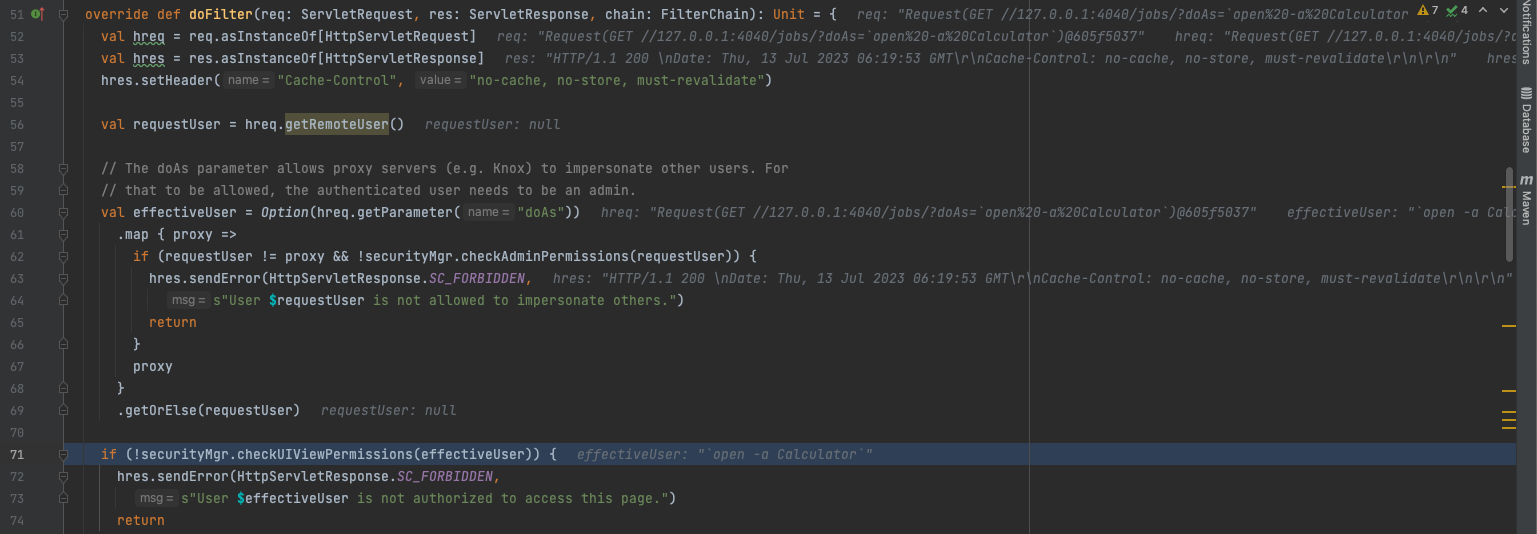 51 override def doFilter(req: ServletRequest, res: ServletResponse, chain: FilterChain): Unit = { req: "Request(GET //127.0.0.1:4040/jobs/?doAs=`open%20-a%20Calculator 7 4
52 val hreq = req.asInstanceOf[HttpServletRequest] req: "Request(GET //127.0.0.1:4040/jobs/?doAs=`open%20-a%20Calculator`)@605f5037" hreq: "Request(GET //127.0.0.1:4040/jobs/?
53 val hres = res.asInstanceOf[HttpServletResponse] res: "HTTP/1.1 200 \nDate: Thu, 13 Jul 2023 06:19:53 GMT\r\nCache-Control: no-cache, no-store, must-revalidate\r\n\r\n" hres
54 hres.setHeader( name = "Cache-Control", value = "no-cache, no-store, must-revalidate")
55
56 val requestUser = hreq.getRemoteUser() requestUser: null
57
58 // The doAs parameter allows proxy servers (e.g. Knox) to impersonate other users. For
59 // that to be allowed, the authenticated user needs to be an admin.
60 val effectiveUser = Option(hreq.getParameter( name = "doAs")) hreq: "Request(GET //127.0.0.1:4040/jobs/?doAs=`open%20-a%20Calculator`)@605f5037" effectiveUser: "`open -a Calc
61 .map { proxy =>
62 if (requestUser != proxy && !securityMgr.checkAdminPermissions(requestUser)) {
63 hres.sendError(HttpServletResponse.SC_FORBIDDEN, hres: "HTTP/1.1 200 \nDate: Thu, 13 Jul 2023 06:19:53 GMT\r\nCache-Control: no-cache, no-store, must-revalidate\r\n\r\n"
64 msg = s"User $requestUser is not allowed to impersonate others.")
65 return
66 }
67 proxy
68 }
69 .getOrElse(requestUser) requestUser: null
70
71 if (!securityMgr.checkUIViewPermissions(effectiveUser)) { effectiveUser: "`open -a Calculator`"
72 hres.sendError(HttpServletResponse.SC_FORBIDDEN,
73 msg = s"User $effectiveUser is not authorized to access this page.")
74 return
Notifications
Database
m Maven